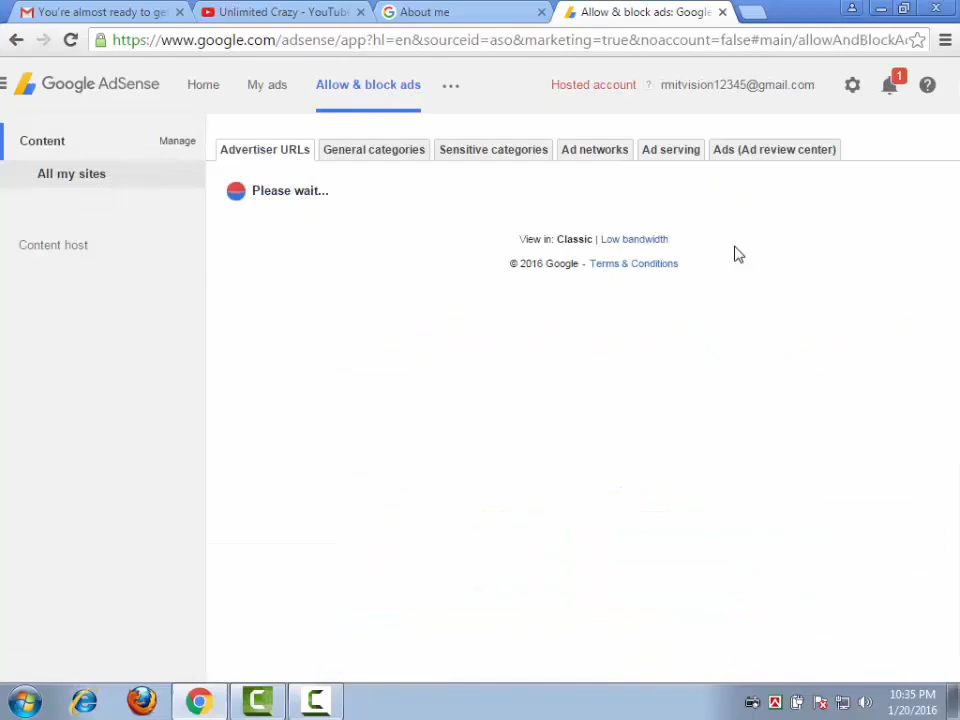 You're almost ready to ge
Unlimited Crazy - YouTube
About me
Allow & block ads: Google
https://www.google.com/adsense/app?hl=en&sourceid=aso&marketing=true&noaccount=false#main/allowAndBlockAc
Google AdSense
Home
My ads
Allow & block ads
Hosted account
?
mitvision12345@gmail.com
1
?
Content
Manage
All my sites
Content host
Advertiser URLs
General categories
Sensitive categories
Ad networks
Ad serving
Ads (Ad review center)
Please wait...
View in: Classic | Low bandwidth
© 2016 Google - Terms & Conditions
10:35 PM
1/20/2016